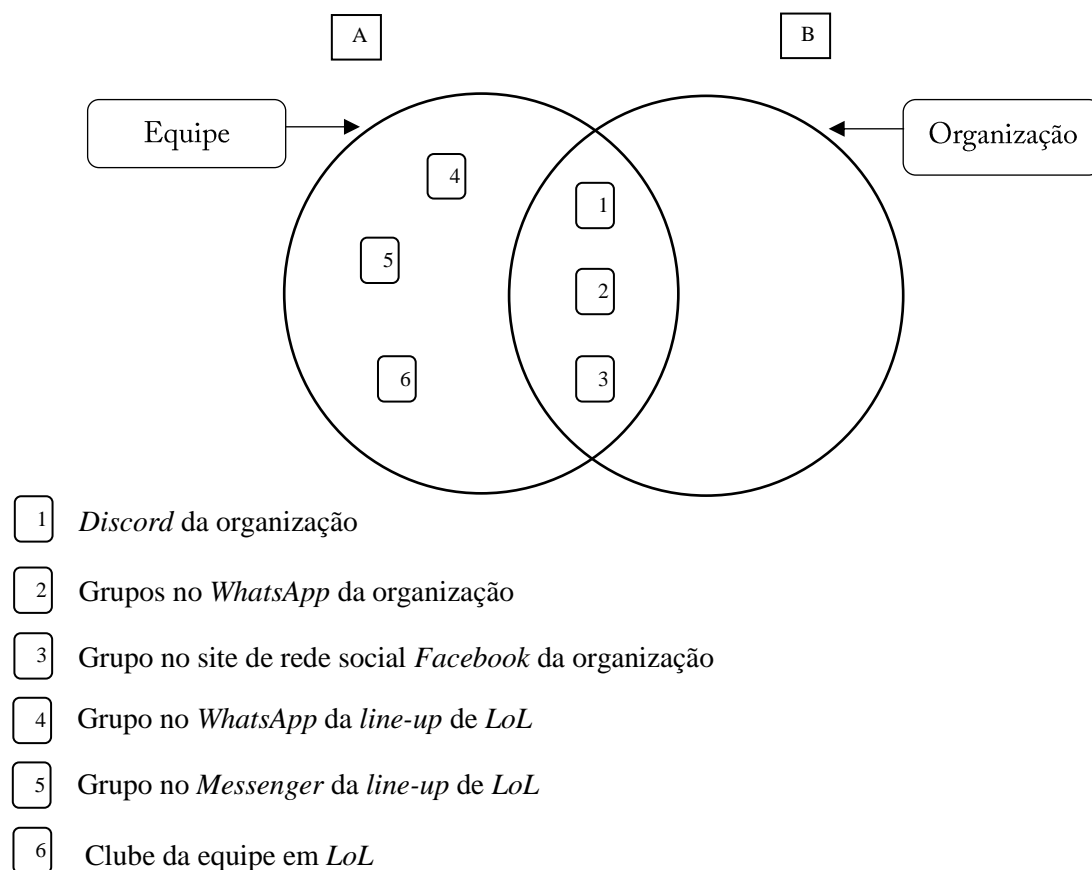 A
B
Equipe
Organização
4
1
5
2
6
3
1 Discord da organização
2 Grupos no WhatsApp da organização
3 Grupo no site de rede social Facebook da organização
4 Grupo no WhatsApp da line-up de LoL
5 Grupo no Messenger da line-up de LoL
6 Clube da equipe em LoL